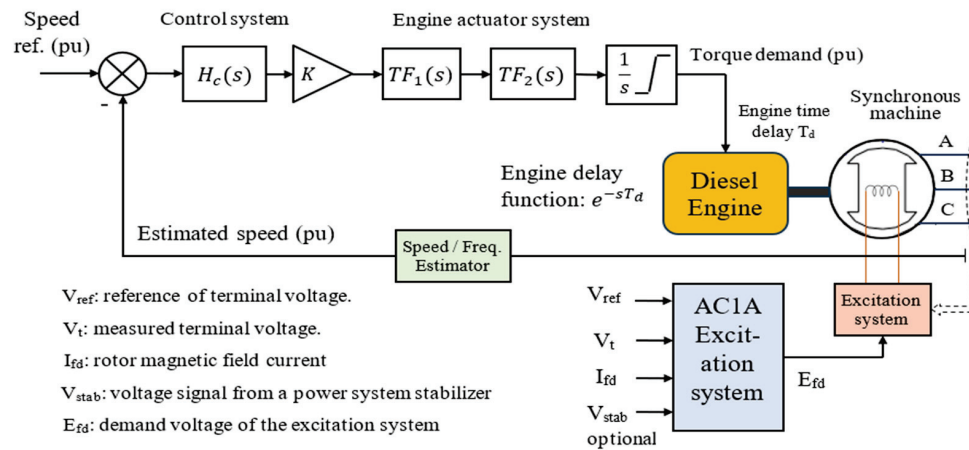 Speed
ref. (pu)
Control system
Engine actuator system
-
H_c(s)
K
TF_1(s)
TF_2(s)
1/s
Torque demand (pu)
Engine time
delay T_d
Synchronous
machine
A
B
C
Engine delay
function: e^{-sT_d}
Diesel
Engine
Estimated speed (pu)
Speed / Freq.
Estimator
V_ref: reference of terminal voltage.
V_t: measured terminal voltage.
I_fd: rotor magnetic field current
V_stab: voltage signal from a power system stabilizer
E_fd: demand voltage of the excitation system
V_ref
V_t
I_fd
V_stab
optional
AC1A
Excit-
ation
system
E_fd
Excitation
system